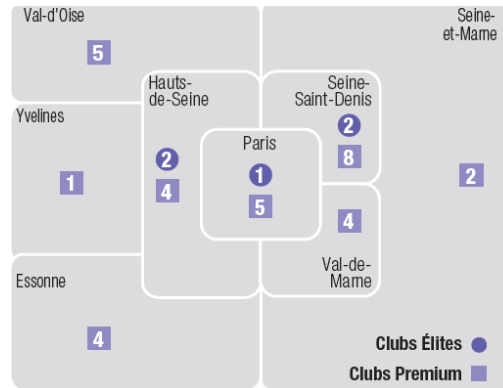 Val-d'Oise
5
Seine-
et-Marne
2
Hauts-
de-Seine
2
4
Seine-
Saint-Denis
2
8
Yvelines
1
Paris
1
5
4
Val-de-
Marne
Essonne
4
Clubs Élites
Clubs Premium